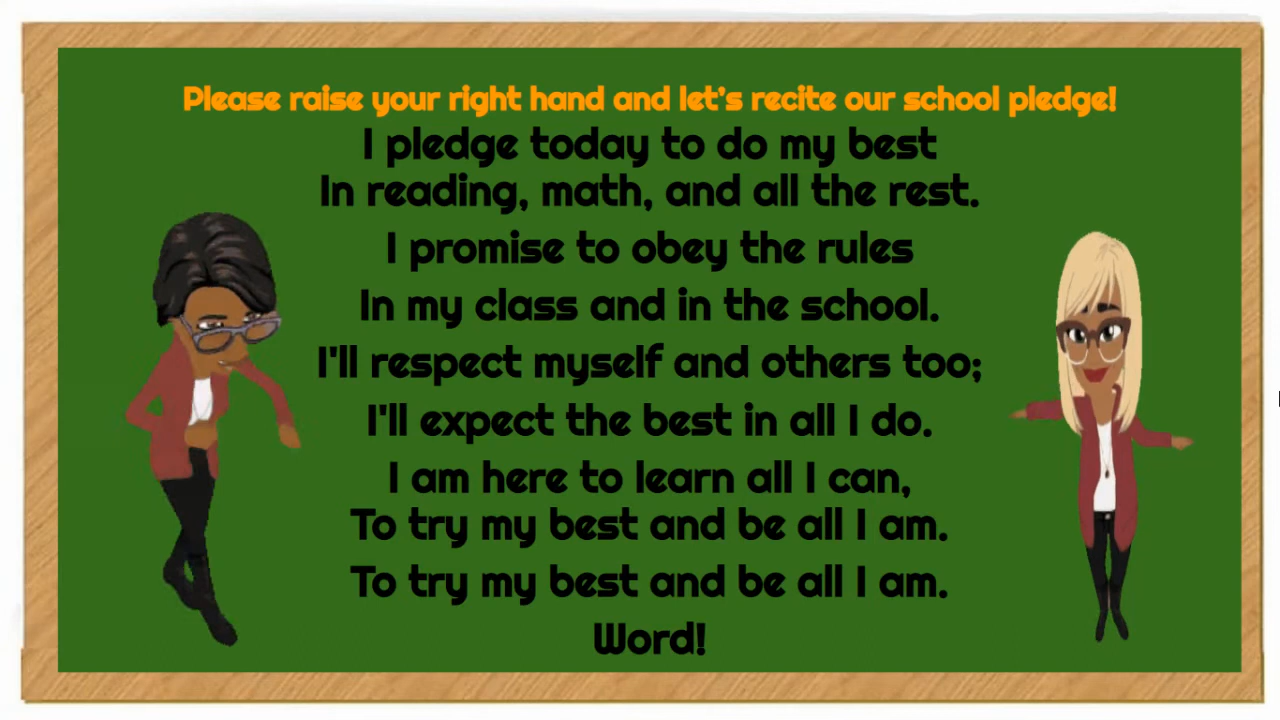 Please raise your right hand and let's recite our school pledge!
I pledge today to do my best
In reading, math, and all the rest.
I promise to obey the rules
In my class and in the school.
I'll respect myself and others too;
I'll expect the best in all I do.
I am here to learn all I can,
To try my best and be all I am.
To try my best and be all I am.
Word!